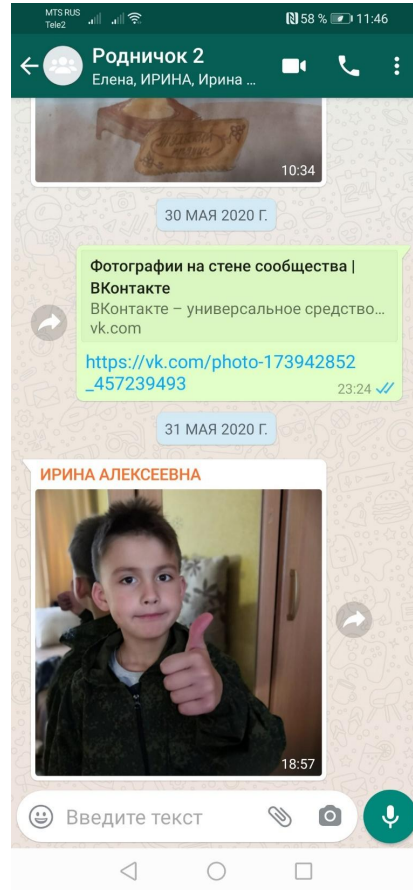 MTS RUS
Tele2
58 % 11:46
Родничок 2
Елена, ИРИНА, Ирина ...
10:34
30 МАЯ 2020 Г.
Фотографии на стене сообщества |
ВКонтакте
ВКонтакте – универсальное средство...
vk.com
https://vk.com/photo-173942852
_457239493
23:24
31 МАЯ 2020 Г.
ИРИНА АЛЕКСЕЕВНА
18:57
Введите текст